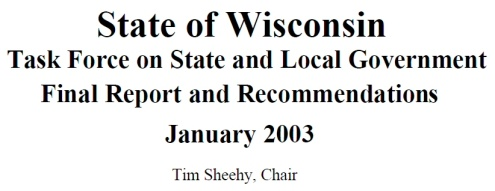 State of Wisconsin
Task Force on State and Local Government
Final Report and Recommendations
January 2003
Tim Sheehy, Chair